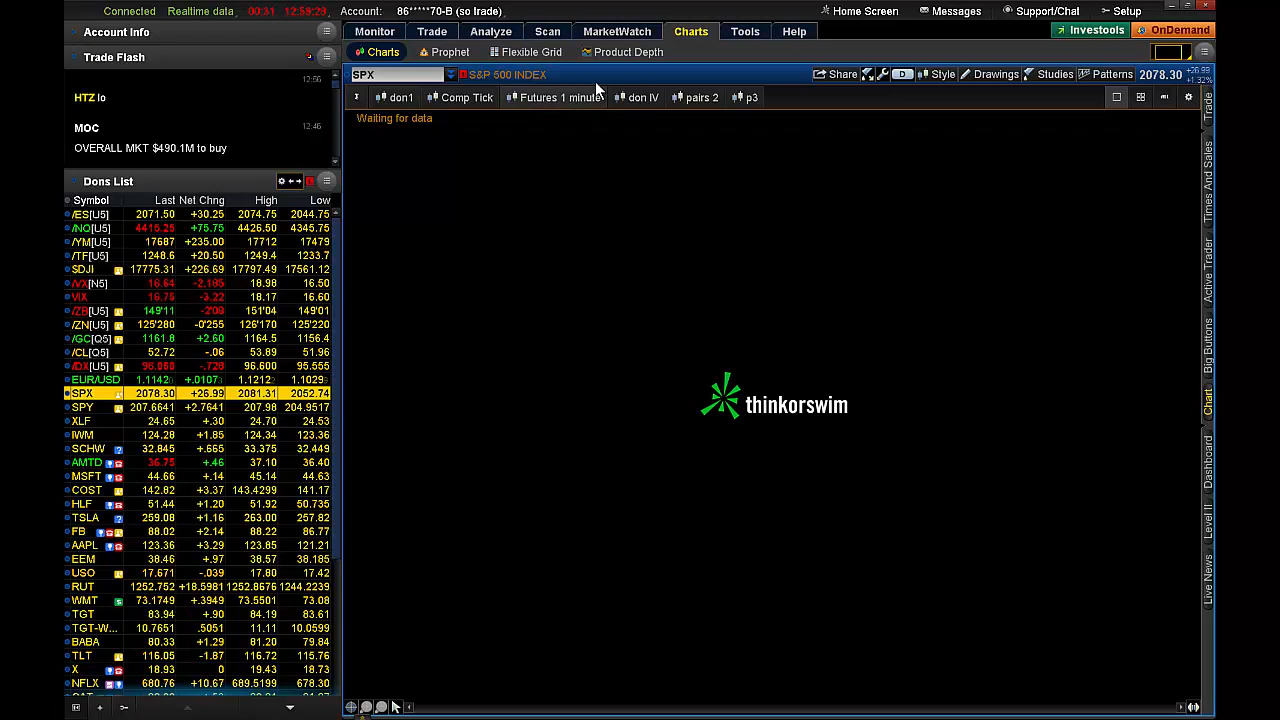 Connected Realtime data 00:31 12:59:28 Account: 86*****70-B (so trade) Home Screen Messages Support/Chat Setup
Account Info
Monitor Trade Analyze Scan MarketWatch Charts Tools Help Investools OnDemand
Trade Flash
Charts Prophet Flexible Grid Product Depth
12:56
HTZ lo
MOC 12:46
OVERALL MKT $490.1M to buy
SPX S&P 500 INDEX Share D Style Drawings Studies Patterns 2078.30 +26.99 +1.32%
don1 Comp Tick Futures 1 minute don IV pairs 2 p3
Waiting for data
Dons List
Symbol Last Net Chng High Low
/ES[U5] 2071.50 +30.25 2074.75 2044.75
/NQ[U5] 4415.25 +75.75 4426.50 4345.75
/YM[U5] 17687 +235.00 17712 17479
/TF[U5] 1248.6 +20.50 1249.4 1233.7
SDJI 17775.31 +226.69 17797.49 17561.12
/VX[N5] 16.64 -2.185 18.98 16.50
VIX 16.75 -3.22 18.17 16.60
/ZB[U5] 149'11 -2'08 151'04 149'01
/ZN[U5] 125'280 -0'255 126'170 125'220
/GC[Q5] 1161.8 +2.60 1164.5 1156.4
/CL[Q5] 52.72 -.06 53.89 51.96
/DX[U5] 96.060 -.726 96.600 95.555
EUR/USD 1.1142 +.0107 1.1212 1.1029
SPX 2078.30 +26.99 2081.31 2052.74
SPY 207.6641 +2.7641 207.98 204.9517
XLF 24.65 +.30 24.70 24.53
IWM 124.28 +1.85 124.34 123.36
SCHW 32.845 +.665 33.375 32.449
AMTD 36.75 +.46 37.10 36.40
MSFT 44.66 +.14 45.14 44.63
COST 142.82 +3.37 143.4299 141.17
HLF 51.44 +1.20 51.92 50.735
TSLA 259.08 +1.16 263.00 257.82
FB 88.02 +2.14 88.22 86.77
AAPL 123.36 +3.29 123.85 121.21
EEM 38.46 +.97 38.57 38.185
USO 17.671 -.039 17.80 17.42
RUT 1252.752 +18.5981 1252.8676 1244.2239
WMT 73.1749 +.3949 73.5501 73.08
TGT 83.94 +.90 84.19 83.61
TGT-W... 10.7651 .5051 11.11 10.0599
BABA 80.33 +1.29 81.20 79.84
TLT 116.05 -1.87 116.72 115.41
X 18.93 0 19.43 18.73
NFLX 680.76 +10.67 689.5199 678.30
thinkorswim
Trade
Times And Sales
Active Trader
Big Buttons
Chart
Dashboard
Level II
Live News